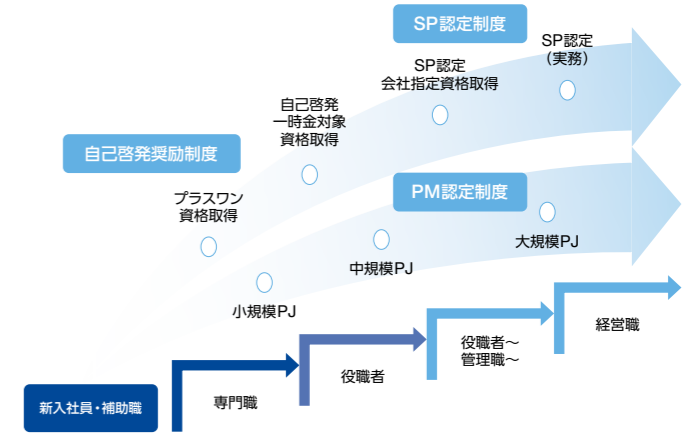 SP認定制度
SP認定
（実務）
SP認定
会社指定資格取得
自己啓発
一時金対象
資格取得
自己啓発奨励制度
プラスワン
資格取得
PM認定制度
大規模PJ
中規模PJ
小規模PJ
経営職
役職者～
管理職～
役職者
専門職
新入社員・補助職